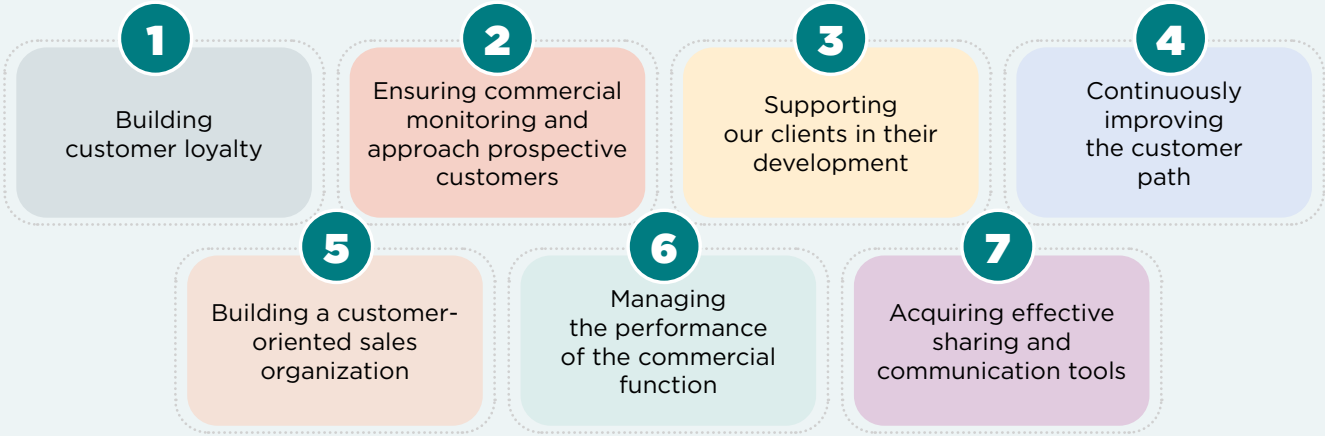 1
Building
customer loyalty
2
Ensuring commercial
monitoring and
approach prospective
customers
3
Supporting
our clients in their
development
4
Continuously
improving
the customer
path
5
Building a customer-
oriented sales
organization
6
Managing
the performance
of the commercial
function
7
Acquiring effective
sharing and
communication tools